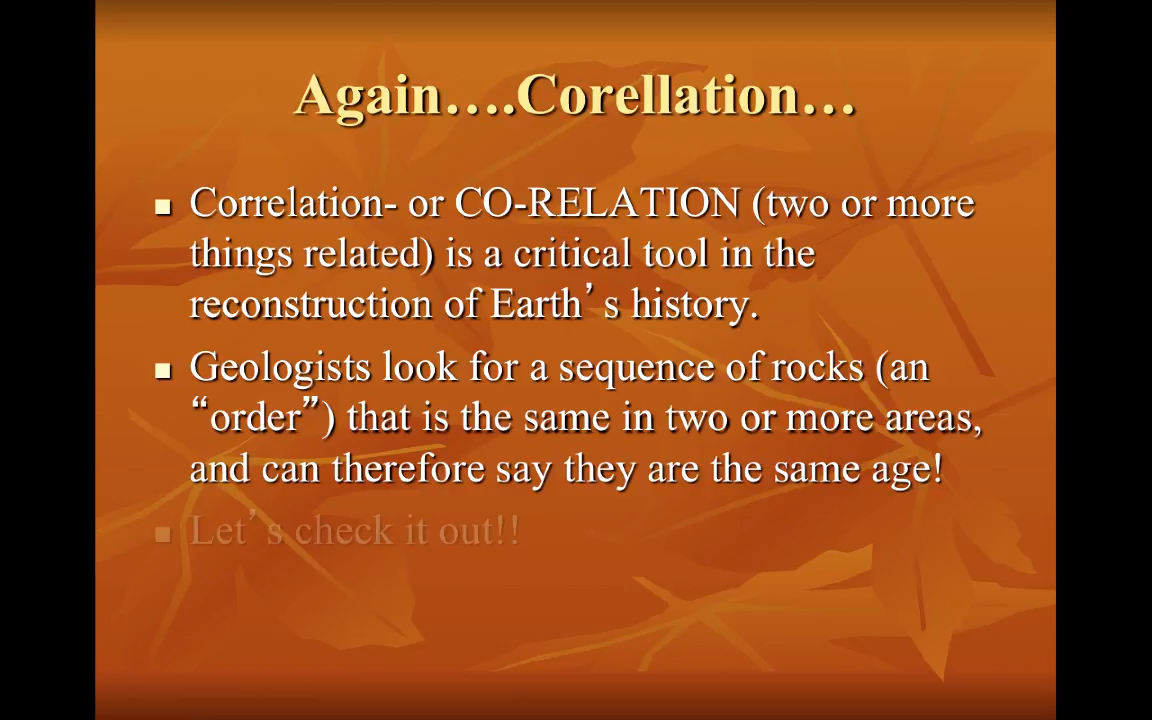 Again….Corellation…
Correlation- or CO-RELATION (two or more
things related) is a critical tool in the
reconstruction of Earth’s history.
Geologists look for a sequence of rocks (an
“order”) that is the same in two or more areas,
and can therefore say they are the same age!
Let’s check it out!!